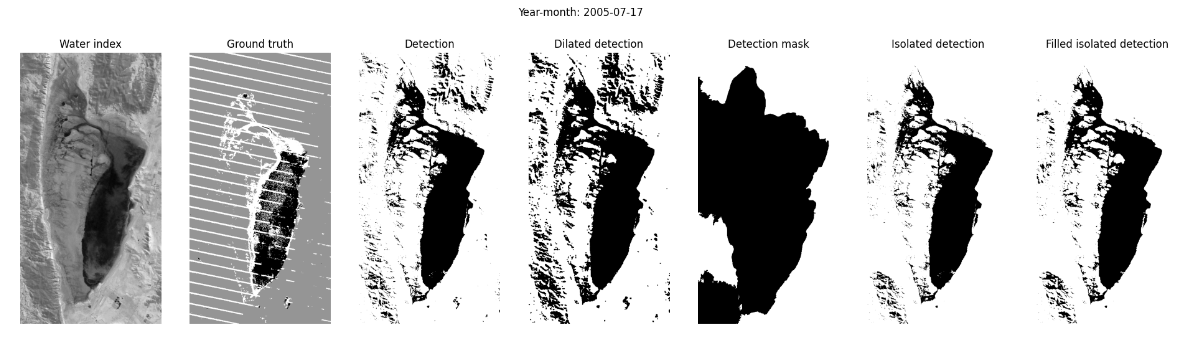 Year-month: 2005-07-17
Water index
Ground truth
Detection
Dilated detection
Detection mask
Isolated detection
Filled isolated detection